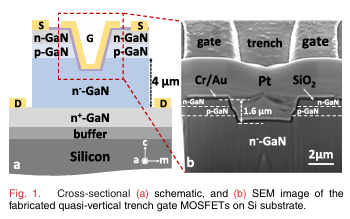 S
S
n-GaN
G
n-GaN
p-GaN
p-GaN
4 μm
n⁻-GaN
D
D
n⁺-GaN
buffer
Silicon
c
a
m
a
gate
trench
gate
Cr/Au
Pt
SiO₂
n-GaN
n-GaN
p-GaN
1.6 μm
p-GaN
n⁻-GaN
2μm
b
Fig. 1. Cross-sectional (a) schematic, and (b) SEM image of the
fabricated quasi-vertical trench gate MOSFETs on Si substrate.